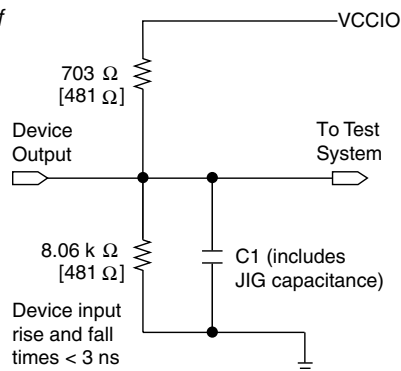 f
VCCIO
703 Ω
[481 Ω]
Device
Output
To Test
System
8.06 k Ω
[481 Ω]
C1 (includes
JIG capacitance)
Device input
rise and fall
times < 3 ns